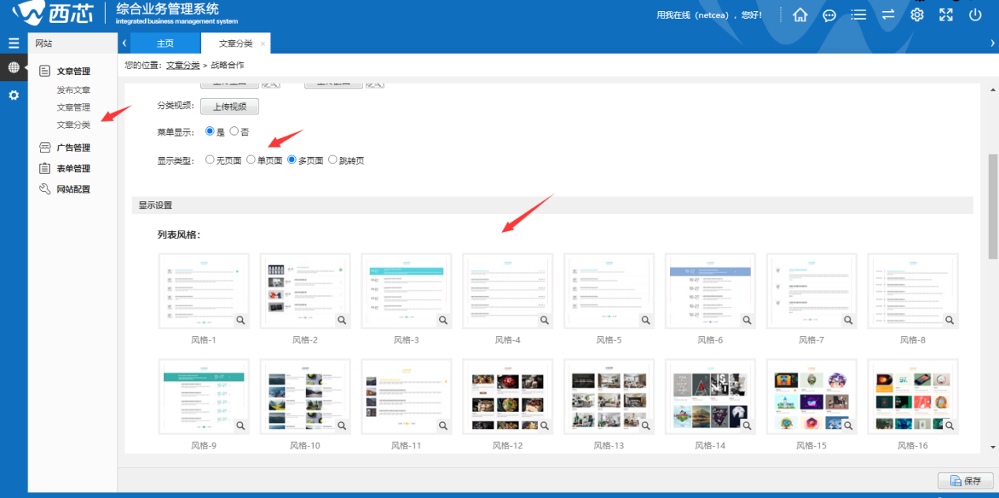 西芯
综合业务管理系统
integrated business management system
用我在线（netcea），您好！
网站
主页
文章分类 ×
您的位置：文章分类 > 战略合作
文章管理
发布文章
文章管理
文章分类
广告管理
表单管理
网站配置
分类视频：
上传视频
菜单显示：
是 否
显示类型：
无页面 单页面 多页面 跳转页
显示设置
列表风格：
风格-1 风格-2 风格-3 风格-4 风格-5 风格-6 风格-7 风格-8
风格-9 风格-10 风格-11 风格-12 风格-13 风格-14 风格-15 风格-16
保存